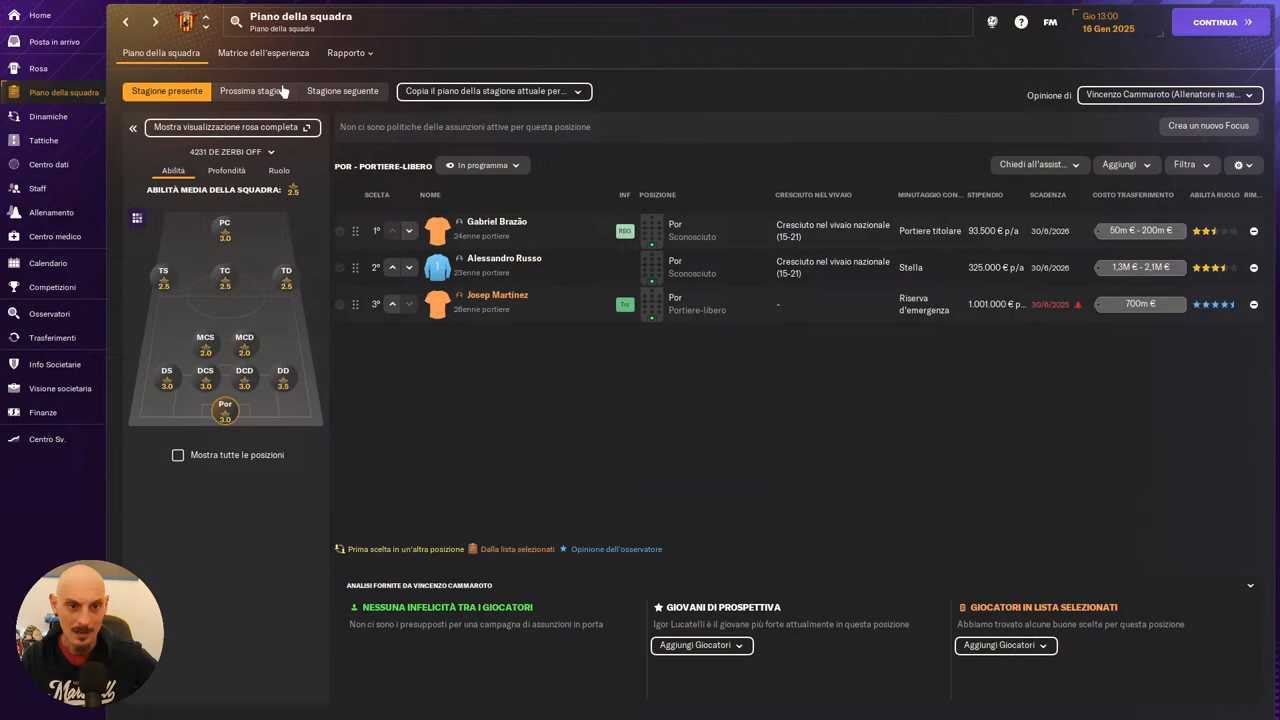 Home
Posta in arrivo
Rosa
Piano della squadra
Dinamiche
Tattiche
Centro dati
Staff
Allenamento
Centro medico
Calendario
Competizioni
Osservatori
Trasferimenti
Info Societarie
Visione societaria
Finanze
Centro Sv.
Piano della squadra
Piano della squadra
FM
Gio 13:00
16 Gen 2025
CONTINUA
Piano della squadra Matrice dell'esperienza Rapporto
Stagione presente Stagione seguente Copia il piano della stagione attuale per...
Opinione di Vincenzo Cammaroto (Allenatore in se...
Mostra visualizzazione rosa completa
4231 DE ZERBI OFF
Abilità Profondità Ruolo
ABILITÀ MEDIA DELLA SQUADRA: 2.5
PC
3.0
TS TC TD
2.5 2.5 2.5
MCS MCD
2.0 2.0
DS DCS DCD DD
3.0 3.0 3.0 3.5
Por
3.0
Mostra tutte le posizioni
Non ci sono politiche delle assunzioni attive per questa posizione
Crea un nuovo Focus
POR - PORTIERE-LIBERO In programma Chiedi all'assist... Aggiungi Filtra
SCELTA NOME INF POSIZIONE CRESCIUTO NEL VIVAIO MINUTAGGIO CON... STIPENDIO SCADENZA COSTO TRASFERIMENTO ABILITÀ RUOLO RIM...
1º Gabriel Brazão 24enne portiere RBG Por Sconosciuto Cresciuto nel vivaio nazionale (15-21) Portiere titolare 93.500 € p/a 30/6/2026 50m € - 200m €
2º Alessandro Russo 23enne portiere Por Sconosciuto Cresciuto nel vivaio nazionale (15-21) Stella 325.000 € p/a 30/6/2026 1,3M € - 2,1M €
3º Josep Martínez 26enne portiere Por Portiere-libero - Riserva d'emergenza 1.001.000 € p... 30/6/2025 700m €
Prima scelta in un'altra posizione Dalla lista selezionati Opinione dell'osservatore
ANALISI FORNITE DA VINCENZO CAMMAROTO
NESSUNA INFELICITÀ TRA I GIOCATORI
Non ci sono i presupposti per una campagna di assunzioni in porta
GIOVANI DI PROSPETTIVA
Igor Lucatelli è il giovane più forte attualmente in questa posizione
Aggiungi Giocatori
GIOCATORI IN LISTA SELEZIONATI
Abbiamo trovato alcune buone scelte per questa posizione
Aggiungi Giocatori